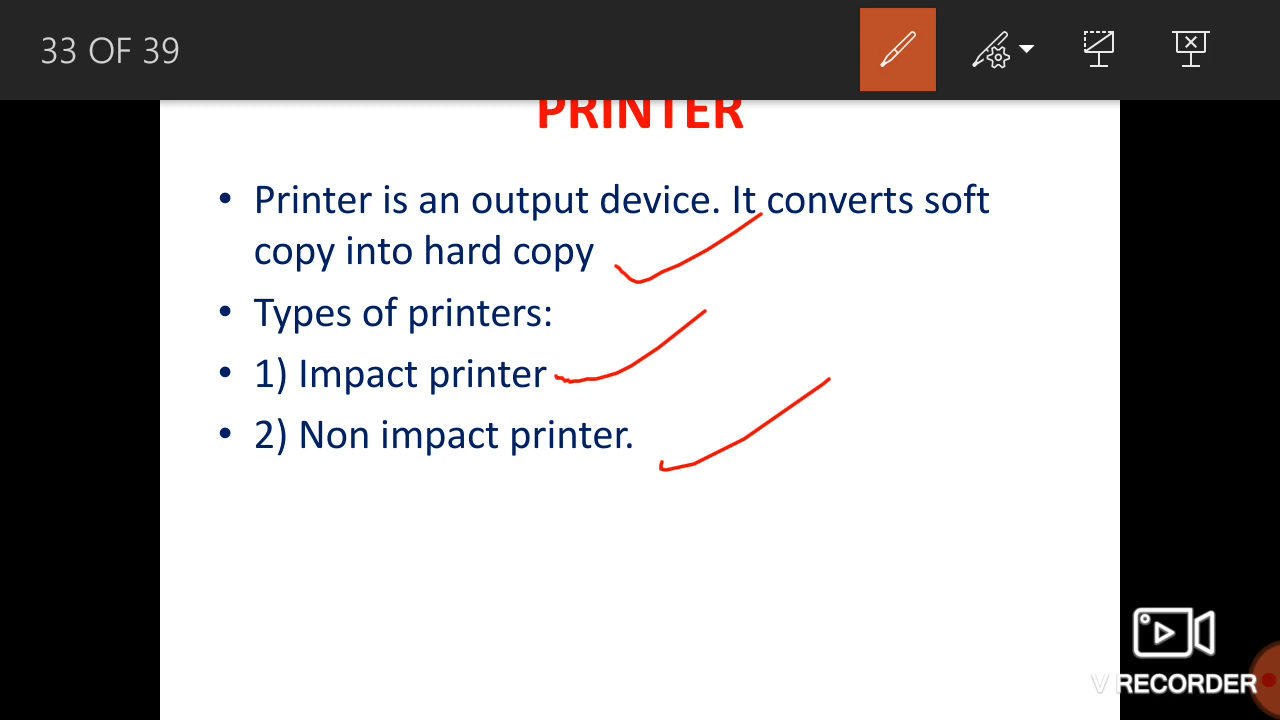 33 OF 39
PRINTER
• Printer is an output device. It converts soft
copy into hard copy
• Types of printers:
• 1) Impact printer
• 2) Non impact printer.
V RECORDER